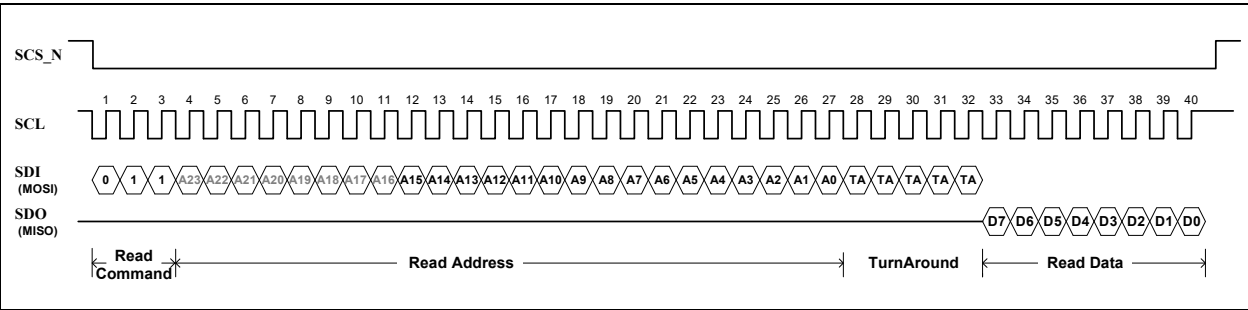 SCS_N
1 2 3 4 5 6 7 8 9 10 11 12 13 14 15 16 17 18 19 20 21 22 23 24 25 26 27 28 29 30 31 32 33 34 35 36 37 38 39 40
SCL
SDI
(MOSI)
0 1 1 A23 A22 A21 A20 A19 A18 A17 A16 A15 A14 A13 A12 A11 A10 A9 A8 A7 A6 A5 A4 A3 A2 A1 A0 TA TA TA TA TA
SDO
(MISO)
D7 D6 D5 D4 D3 D2 D1 D0
Read
Command
Read Address
TurnAround
Read Data